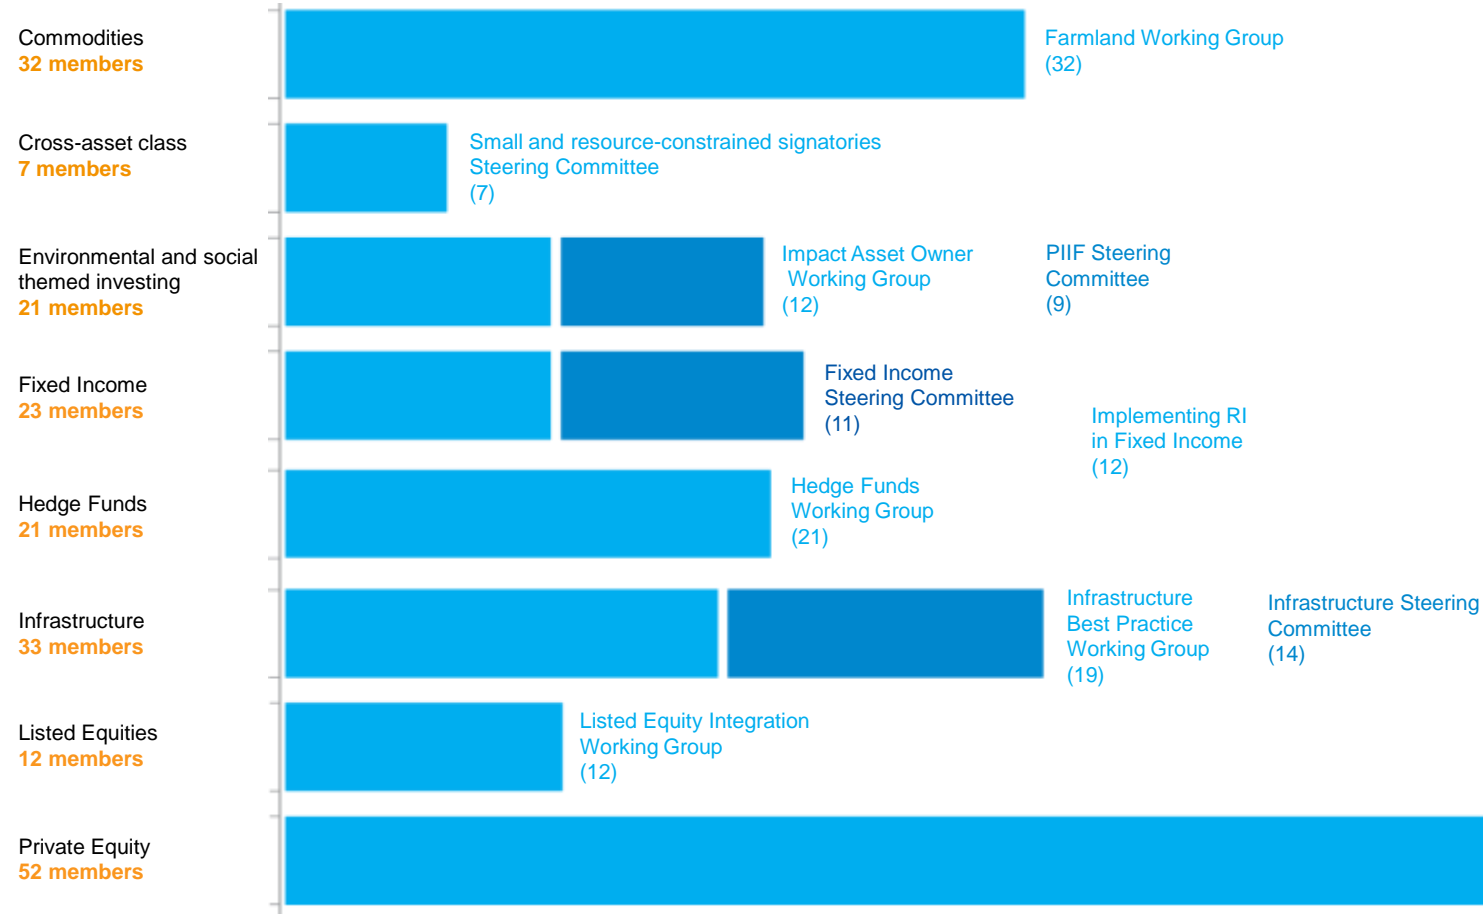 Commodities
32 members
Farmland Working Group
(32)
Cross-asset class
7 members
Small and resource-constrained signatories
Steering Committee
(7)
Environmental and social
themed investing
21 members
Impact Asset Owner
Working Group
(12)
PIIF Steering
Committee
(9)
Fixed Income
23 members
Fixed Income
Steering Committee
(11)
Implementing RI
in Fixed Income
(12)
Hedge Funds
21 members
Hedge Funds
Working Group
(21)
Infrastructure
33 members
Infrastructure
Best Practice
Working Group
(19)
Infrastructure Steering
Committee
(14)
Listed Equities
12 members
Listed Equity Integration
Working Group
(12)
Private Equity
52 members